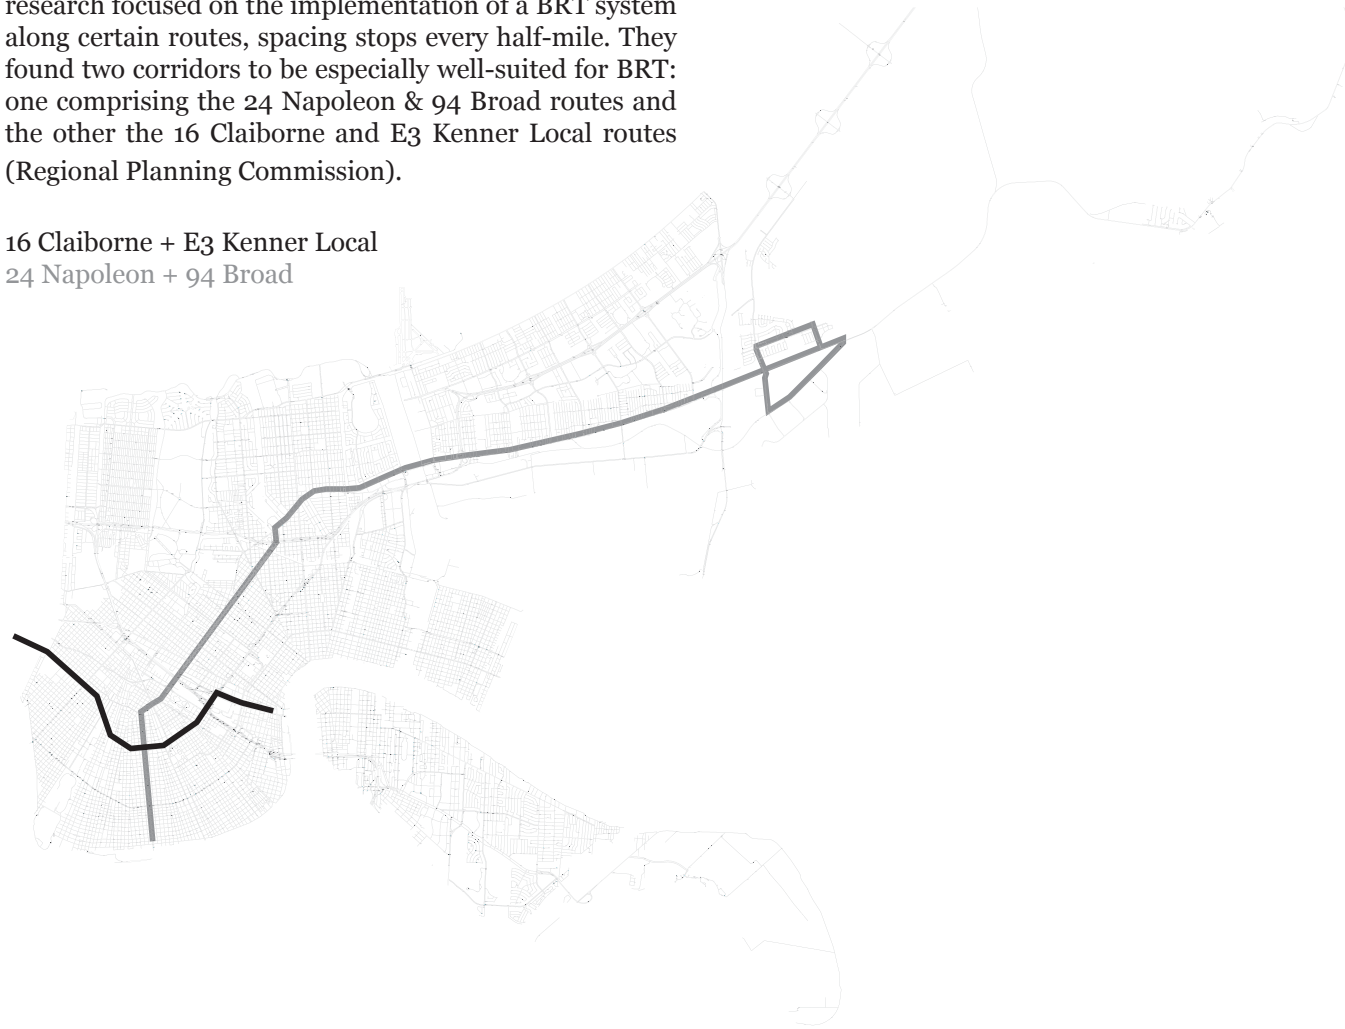 research focused on the implementation of a BRT system
along certain routes, spacing stops every half-mile. They
found two corridors to be especially well-suited for BRT:
one comprising the 24 Napoleon & 94 Broad routes and
the other the 16 Claiborne and E3 Kenner Local routes
(Regional Planning Commission).
16 Claiborne + E3 Kenner Local
24 Napoleon + 94 Broad